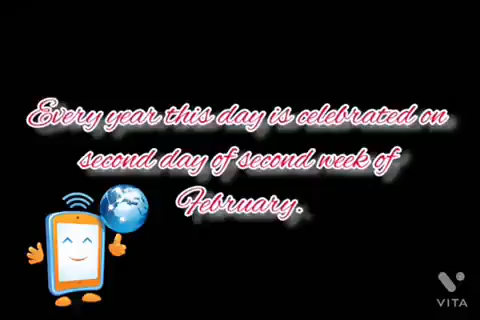 Every year this day is celebrated on
second day of second week of
February.
VITA